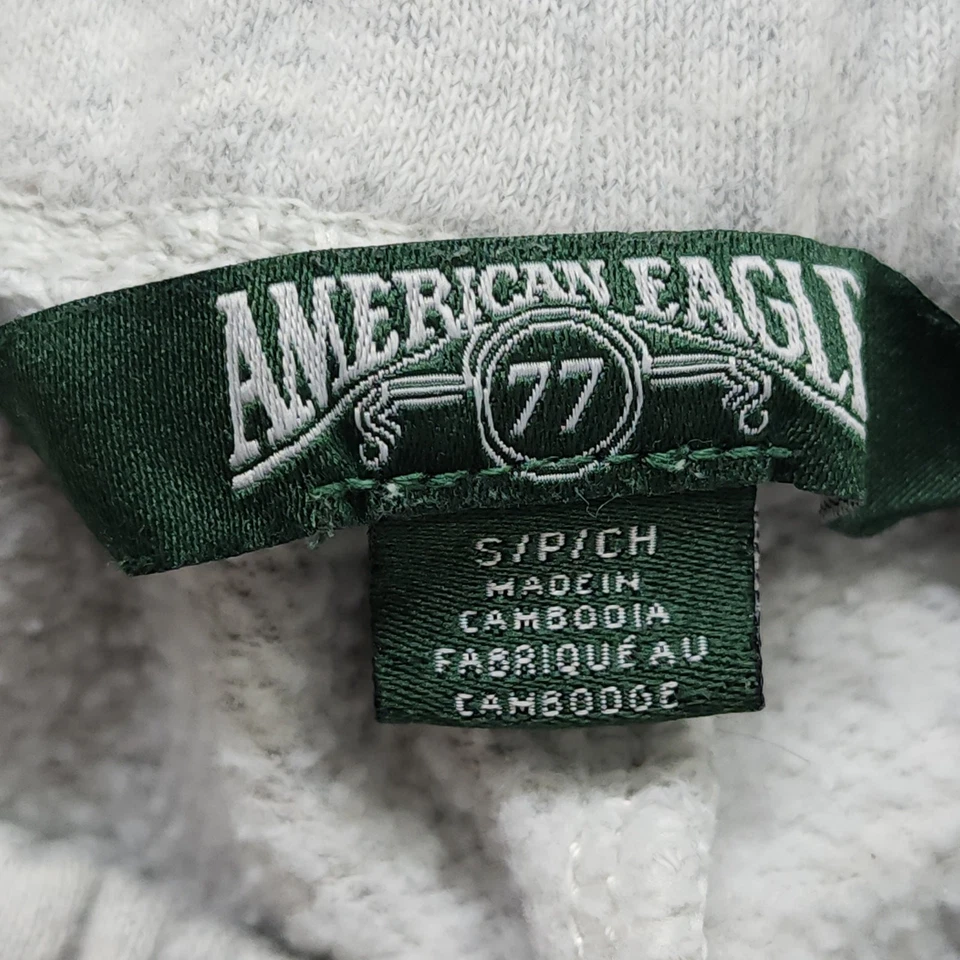 AMERICAN EAGLE
77
S/P/CH
MADE IN
CAMBODIA
FABRIQUÉ AU
CAMBODGE